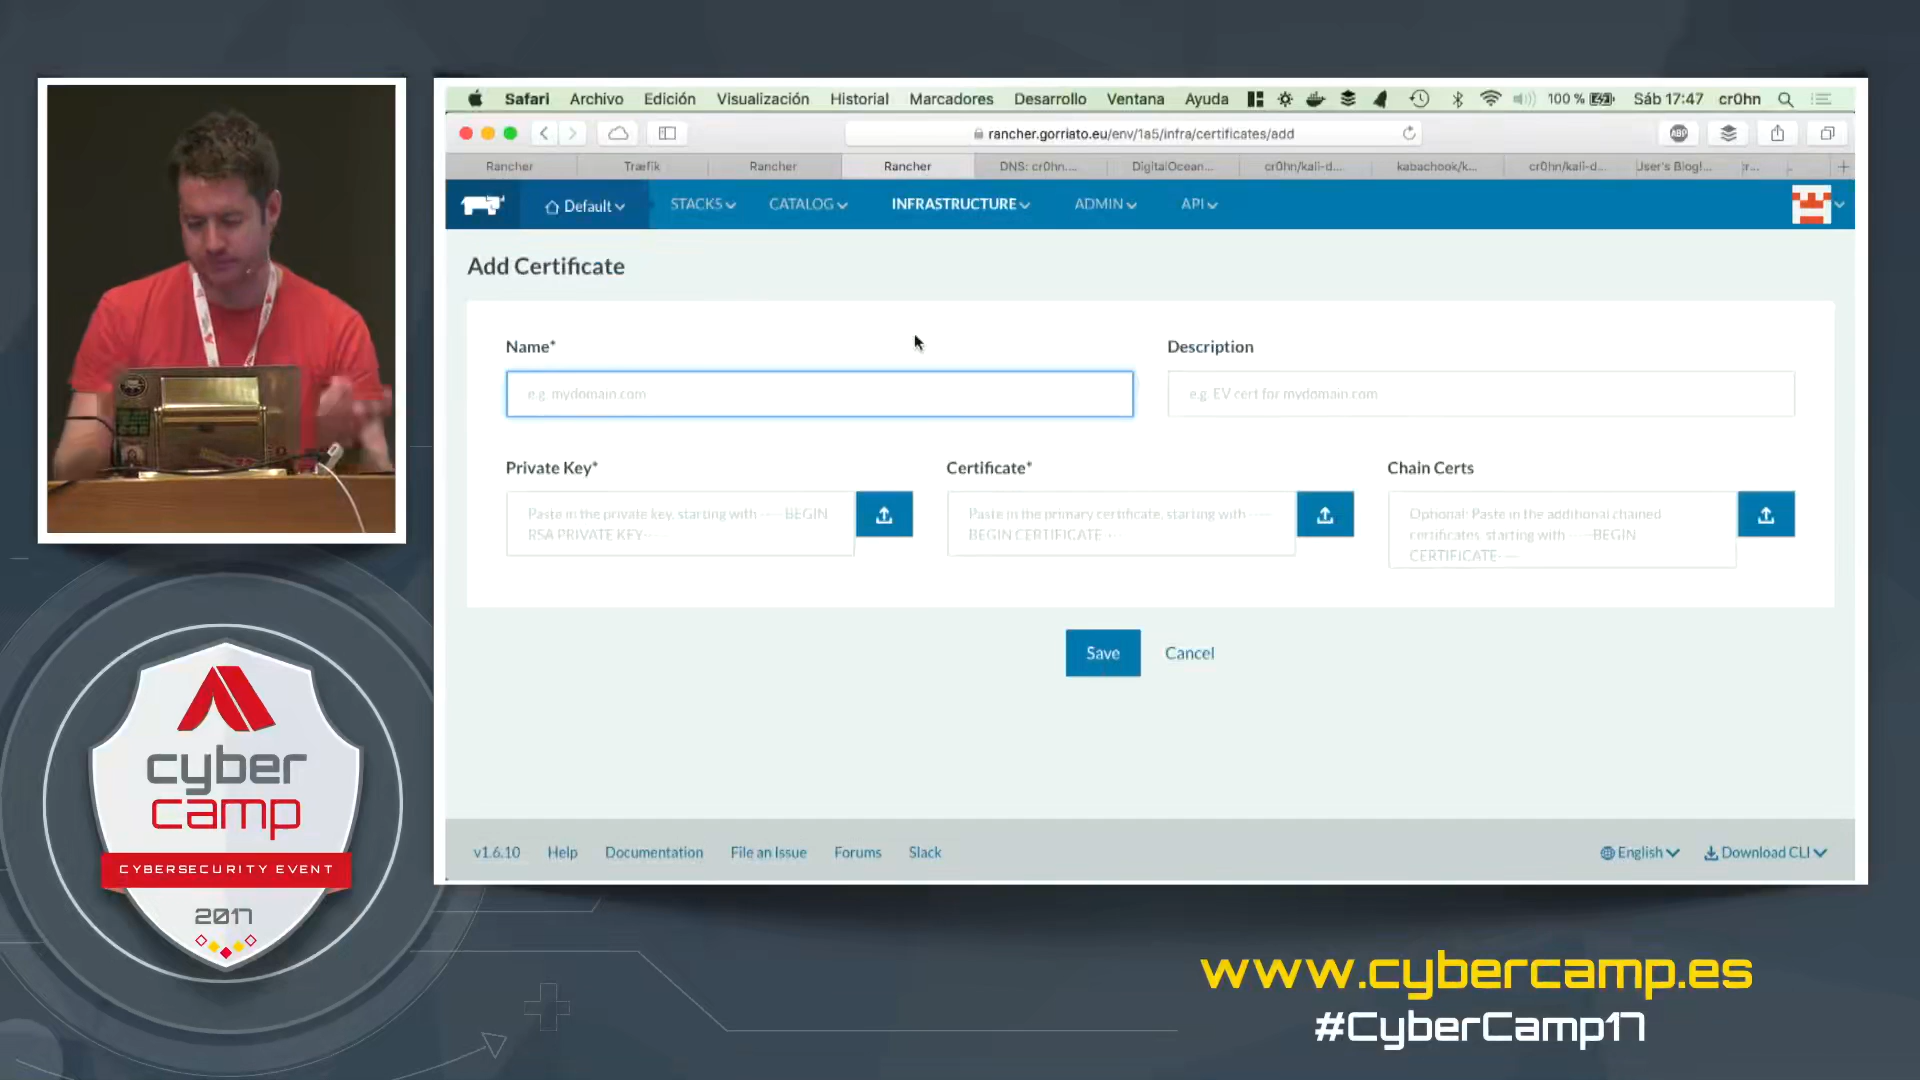 Safari Archivo Edición Visualización Historial Marcadores Desarrollo Ventana Ayuda 100 % Sáb 17:47 cr0hn
rancher.gorriato.eu/env/1a5/infra/certificates/add
ABP
Rancher Træfik Rancher Rancher DNS: cr0hn.... DigitalOcean... cr0hn/kali-d... kabachook/k... cr0hn/kali-d... User's Blog!... r...
Default STACKS CATALOG INFRASTRUCTURE ADMIN API
Add Certificate
Name* Description
e.g. mydomain.com e.g. EV cert for mydomain.com
Private Key* Certificate* Chain Certs
Paste in the private key, starting with ----BEGIN RSA PRIVATE KEY----
Paste in the primary certificate, starting with ----BEGIN CERTIFICATE----
Optional: Paste in the additional chained certificates, starting with ----BEGIN CERTIFICATE----
Save Cancel
v1.6.10 Help Documentation File an Issue Forums Slack English Download CLI
cyber
camp
CYBERSECURITY EVENT
2017
www.cybercamp.es
#CyberCamp17